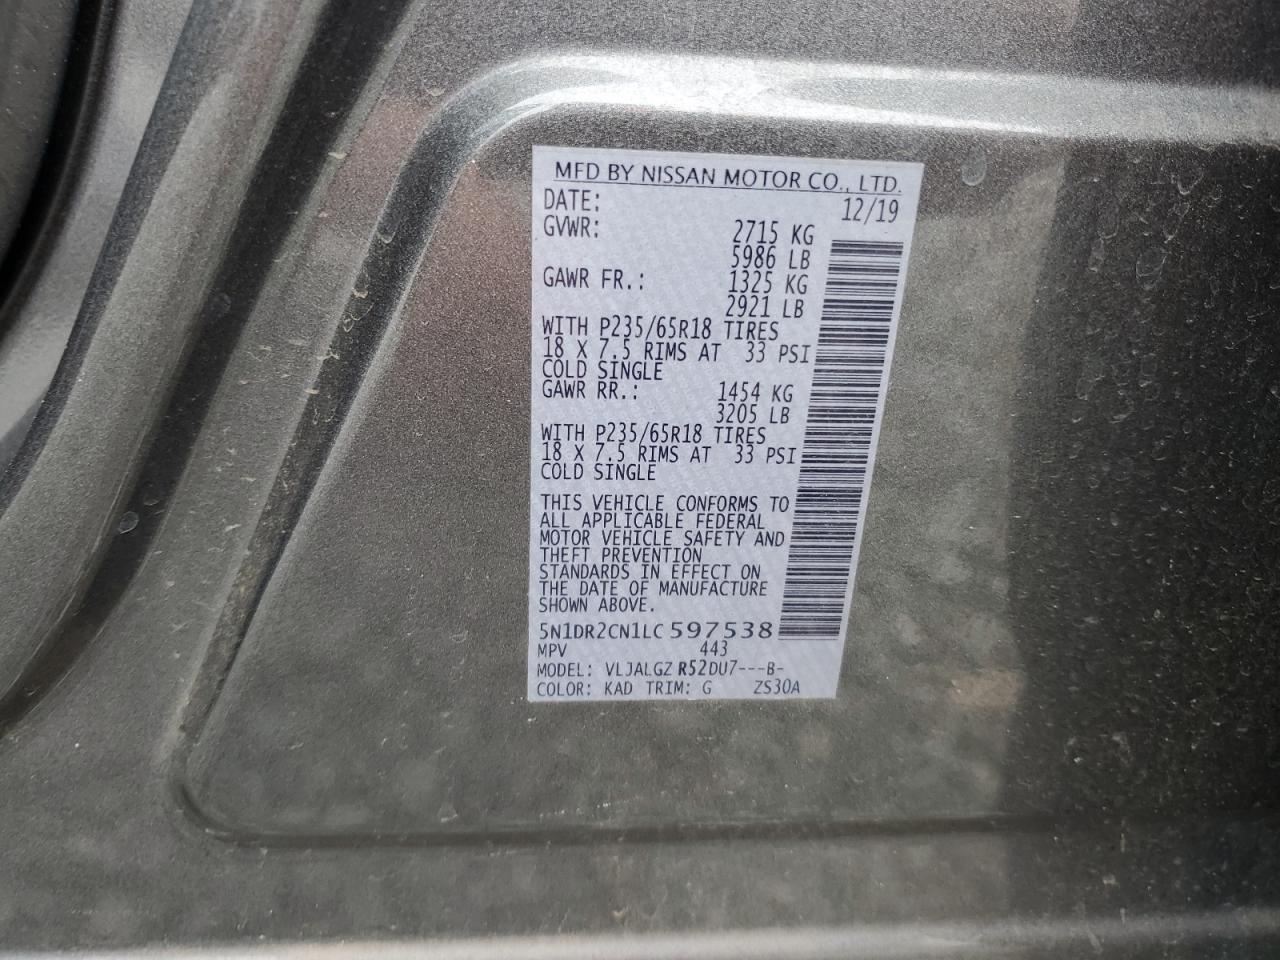 MFD BY NISSAN MOTOR CO., LTD.
DATE: 12/19
GVWR: 2715 KG
5986 LB
GAWR FR.: 1325 KG
2921 LB
WITH P235/65R18 TIRES
18 X 7.5 RIMS AT 33 PSI
COLD SINGLE
GAWR RR.: 1454 KG
3205 LB
WITH P235/65R18 TIRES
18 X 7.5 RIMS AT 33 PSI
COLD SINGLE
THIS VEHICLE CONFORMS TO
ALL APPLICABLE FEDERAL
MOTOR VEHICLE SAFETY AND
THEFT PREVENTION
STANDARDS IN EFFECT ON
THE DATE OF MANUFACTURE
SHOWN ABOVE.
5N1DR2CN1LC597538
MPV 443
MODEL: VLJALGZ R52DU7---B-
COLOR: KAD TRIM: G ZS30A